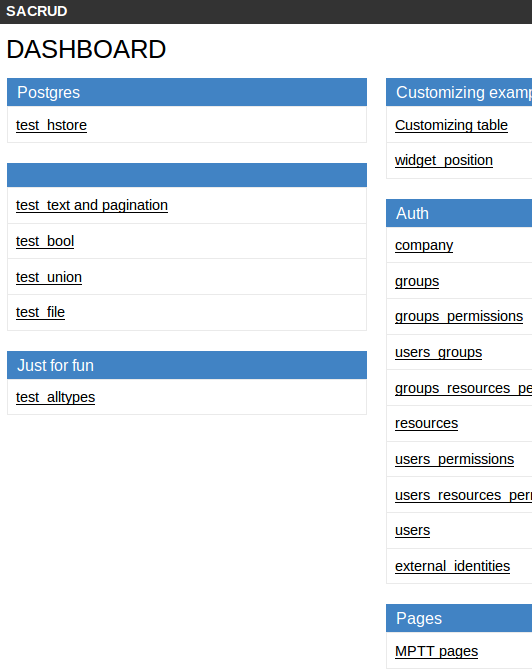 SACRUD
DASHBOARD
Postgres
test_hstore
test_text and pagination
test_bool
test_union
test_file
Just for fun
test_alltypes
Customizing
Customizing table
widget_position
Auth
company
groups
groups_permissions
users_groups
groups_resources_pe
resources
users_permissions
users_resources_per
users
external_identities
Pages
MPTT pages